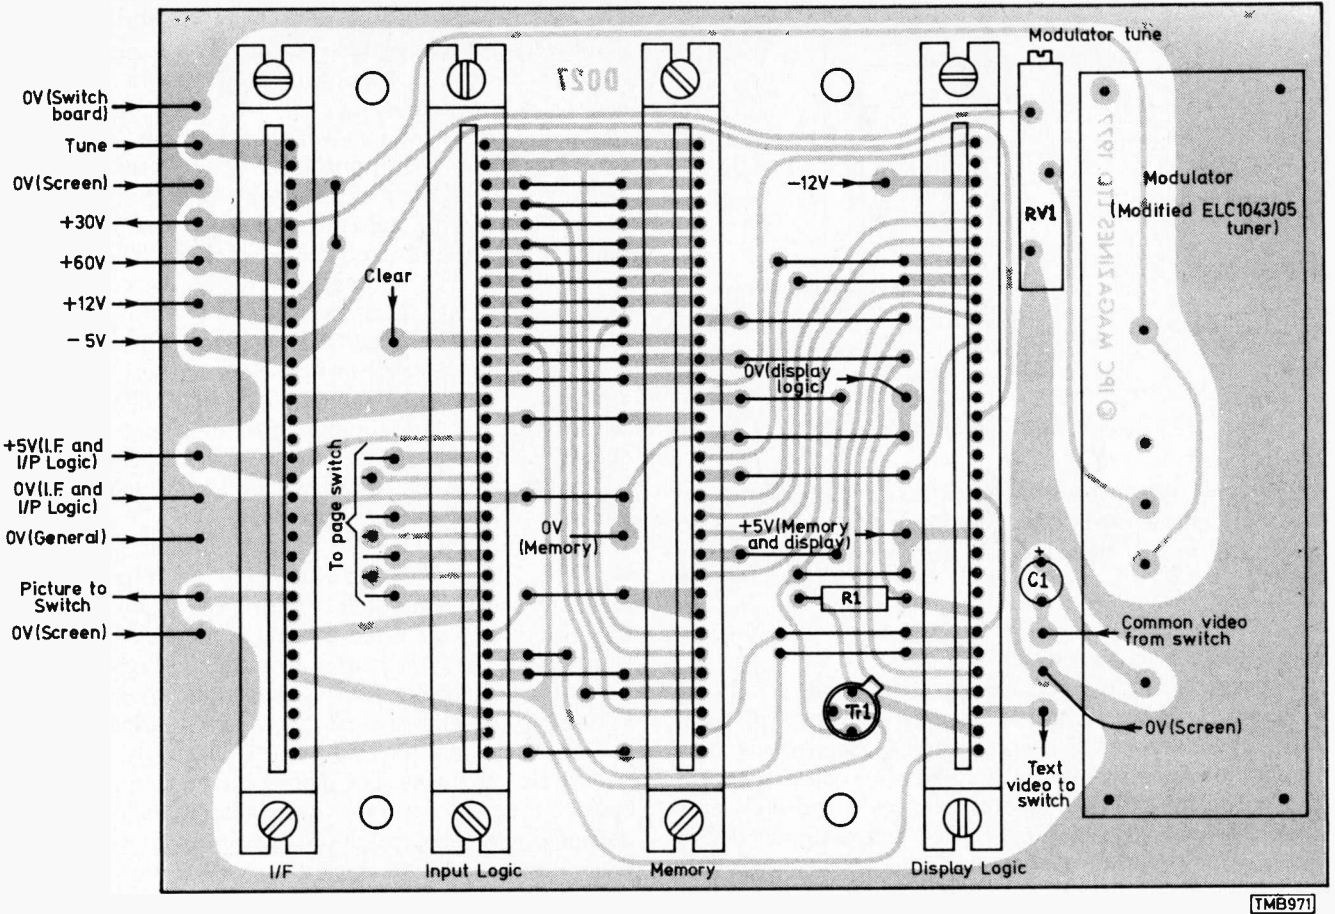 Modulator tune
D027
0V(Switch
board)
Tune
0V(Screen)
+30V
+60V
+12V
-5V
+5V(I.F. and
I/P Logic)
0V(I.F. and
I/P Logic)
0V(General)
Picture to
Switch
0V(Screen)
Clear
To page switch
0V
(Memory)
-12V
0V(display
logic)
+5V(Memory
and display)
R1
Tr1
RV1
© IPC MAGAZINES LTD 1977
Modulator
(Modified ELC1043/05
tuner)
+
C1
Common video
from switch
0V(Screen)
Text
video to
switch
I/F
Input Logic
Memory
Display Logic
TMB971